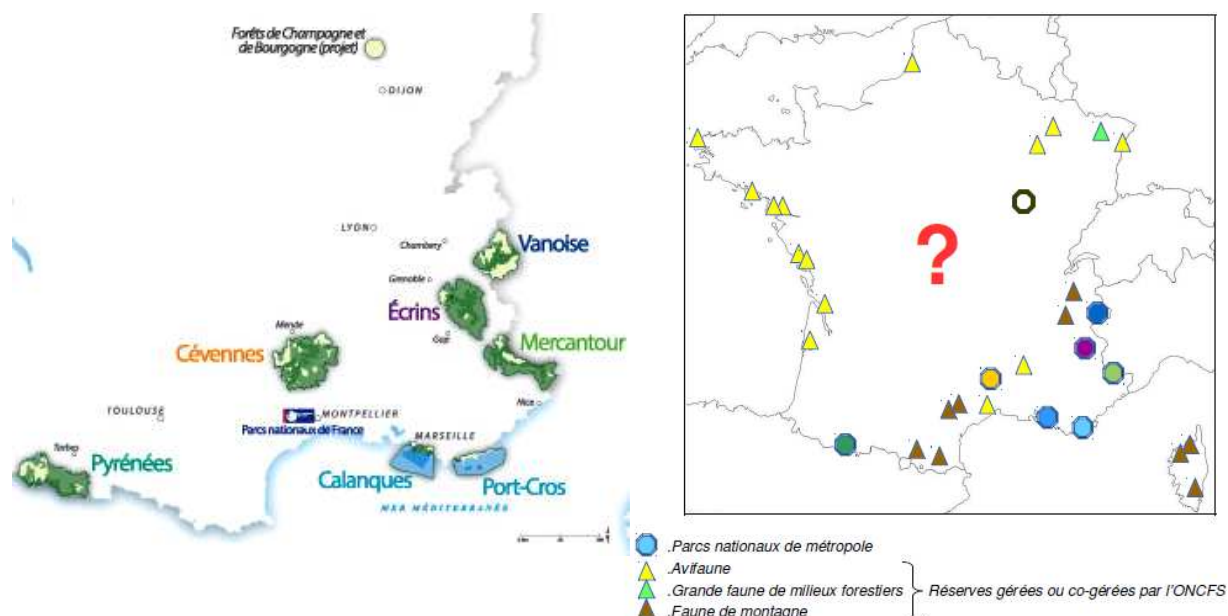 Forêts de Champagne et
de Bourgogne (projet)
DIJON
LYON
Chambery
Vanoise
Grenoble
Écrins
Gap
Mercantour
Mende
Cévennes
Nice
TOULOUSE
MONTPELLIER
Parcs nationaux de France
MARSEILLE
Tarbes
Pyrénées
Calanques
Port-Cros
MER MÉDITERRANÉE
?
.Parcs nationaux de métropole
.Avifaune
.Grande faune de milieux forestiers
Réserves gérées ou co-gérées par l'ONCFS
.Faune de montagne